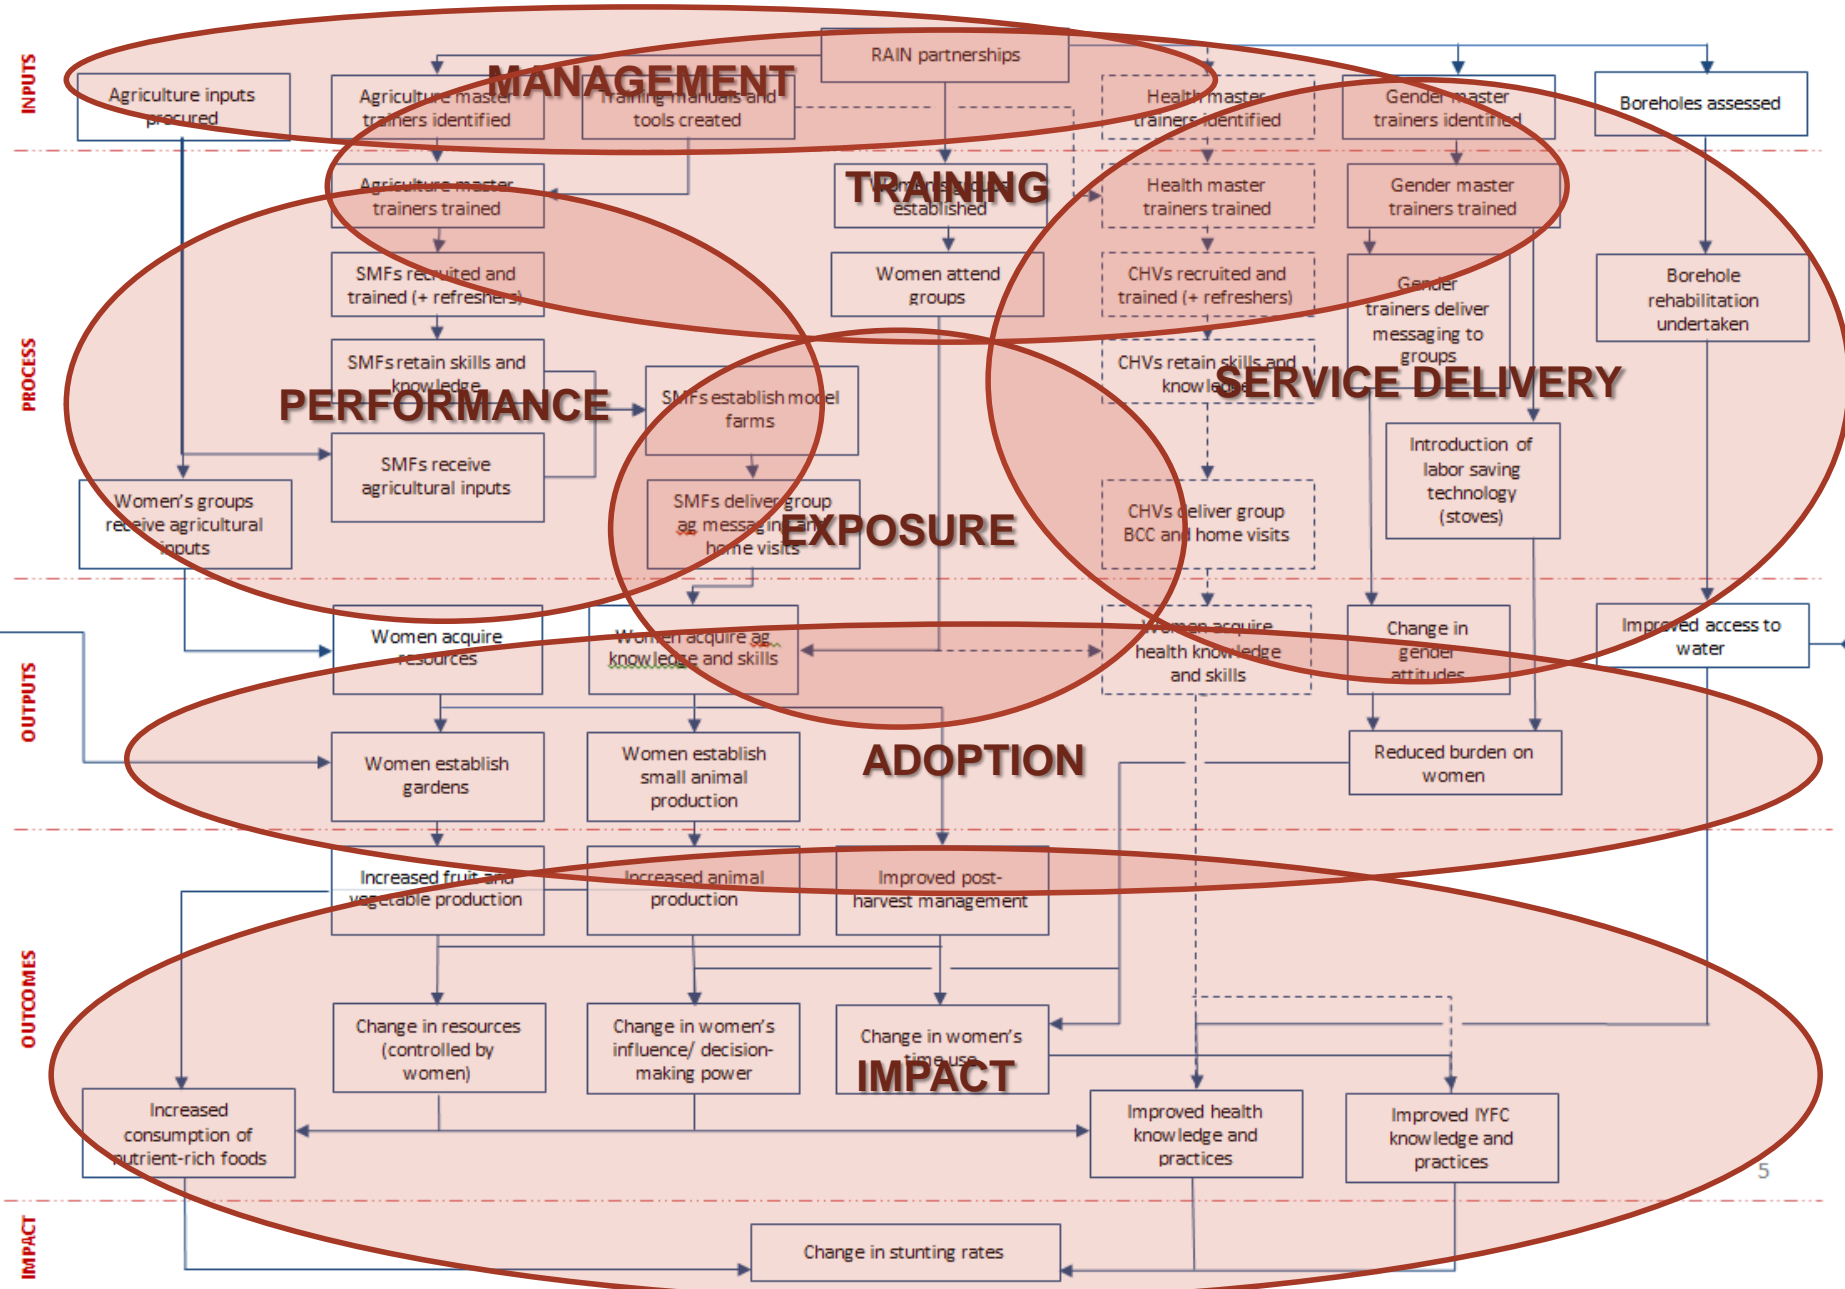 INPUTS
RAIN partnerships
MANAGEMENT
Agriculture inputs
procured
Agriculture master
trainers identified
Training manuals and
tools created
Health master
trainers identified
Gender master
trainers identified
Boreholes assessed
PROCESS
Agriculture master
trainers trained
TRAINING
Women's groups
established
Health master
trainers trained
Gender master
trainers trained
SMFs recruited and
trained (+ refreshers)
Women attend
groups
CHVs recruited and
trained (+ refreshers)
Gender
trainers deliver
messaging to
groups
Borehole
rehabilitation
undertaken
SMFs retain skills and
knowledge
PERFORMANCE
SMFs establish model
farms
CHVs retain skills and
knowledge
SERVICE DELIVERY
SMFs receive
agricultural inputs
Introduction of
labor saving
technology
(stoves)
Women's groups
receive agricultural
inputs
SMFs deliver group
ag messaging and
home visits
EXPOSURE
CHVs deliver group
BCC and home visits
OUTPUTS
Women acquire
resources
Women acquire ag
knowledge and skills
Women acquire
health knowledge
and skills
Change in
gender
attitudes
Improved access to
water
Women establish
gardens
Women establish
small animal
production
ADOPTION
Reduced burden on
women
OUTCOMES
Increased fruit and
vegetable production
Increased animal
production
Improved post-
harvest management
Change in resources
(controlled by
women)
Change in women's
influence/ decision-
making power
Change in women's
time use
IMPACT
Increased
consumption of
nutrient-rich foods
Improved health
knowledge and
practices
Improved IYFC
knowledge and
practices
5
IMPACT
Change in stunting rates